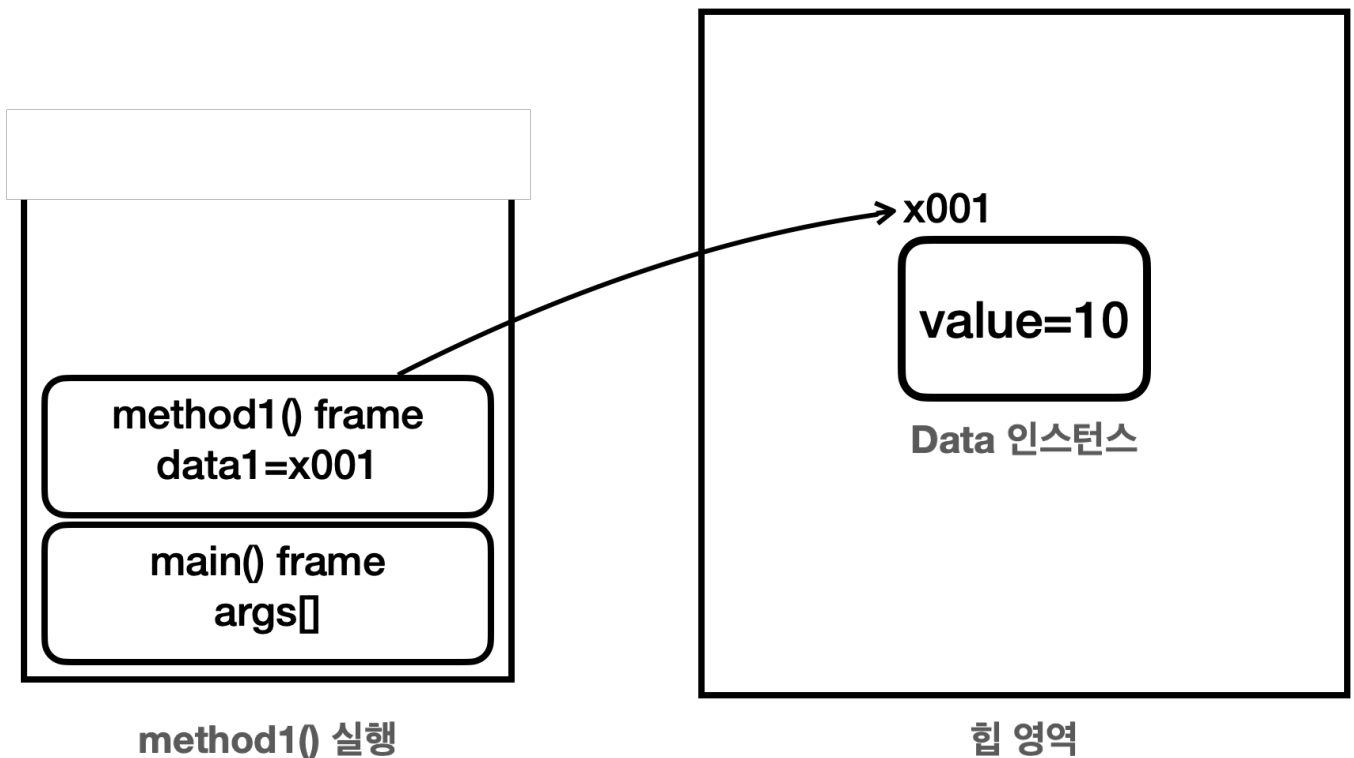 method1() frame
data1=x001
main() frame
args[]
method1() 실행
x001
value=10
Data 인스턴스
힙 영역